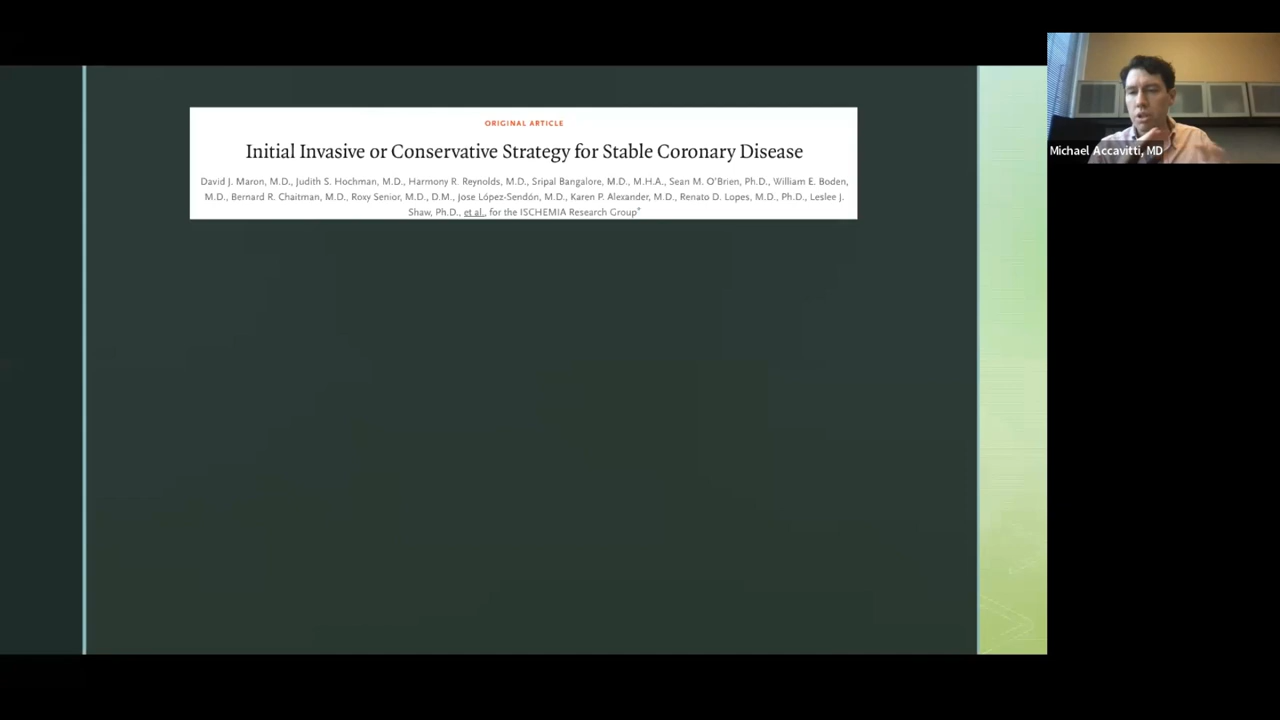 ORIGINAL ARTICLE
Initial Invasive or Conservative Strategy for Stable Coronary Disease
David J. Maron, M.D., Judith S. Hochman, M.D., Harmony R. Reynolds, M.D., Sripal Bangalore, M.D., M.H.A., Sean M. O'Brien, Ph.D., William E. Boden,
M.D., Bernard R. Chaitman, M.D., Roxy Senior, M.D., D.M., Jose López-Sendón, M.D., Karen P. Alexander, M.D., Renato D. Lopes, M.D., Ph.D., Leslee J.
Shaw, Ph.D., et al., for the ISCHEMIA Research Group*
Michael Accavitti, MD